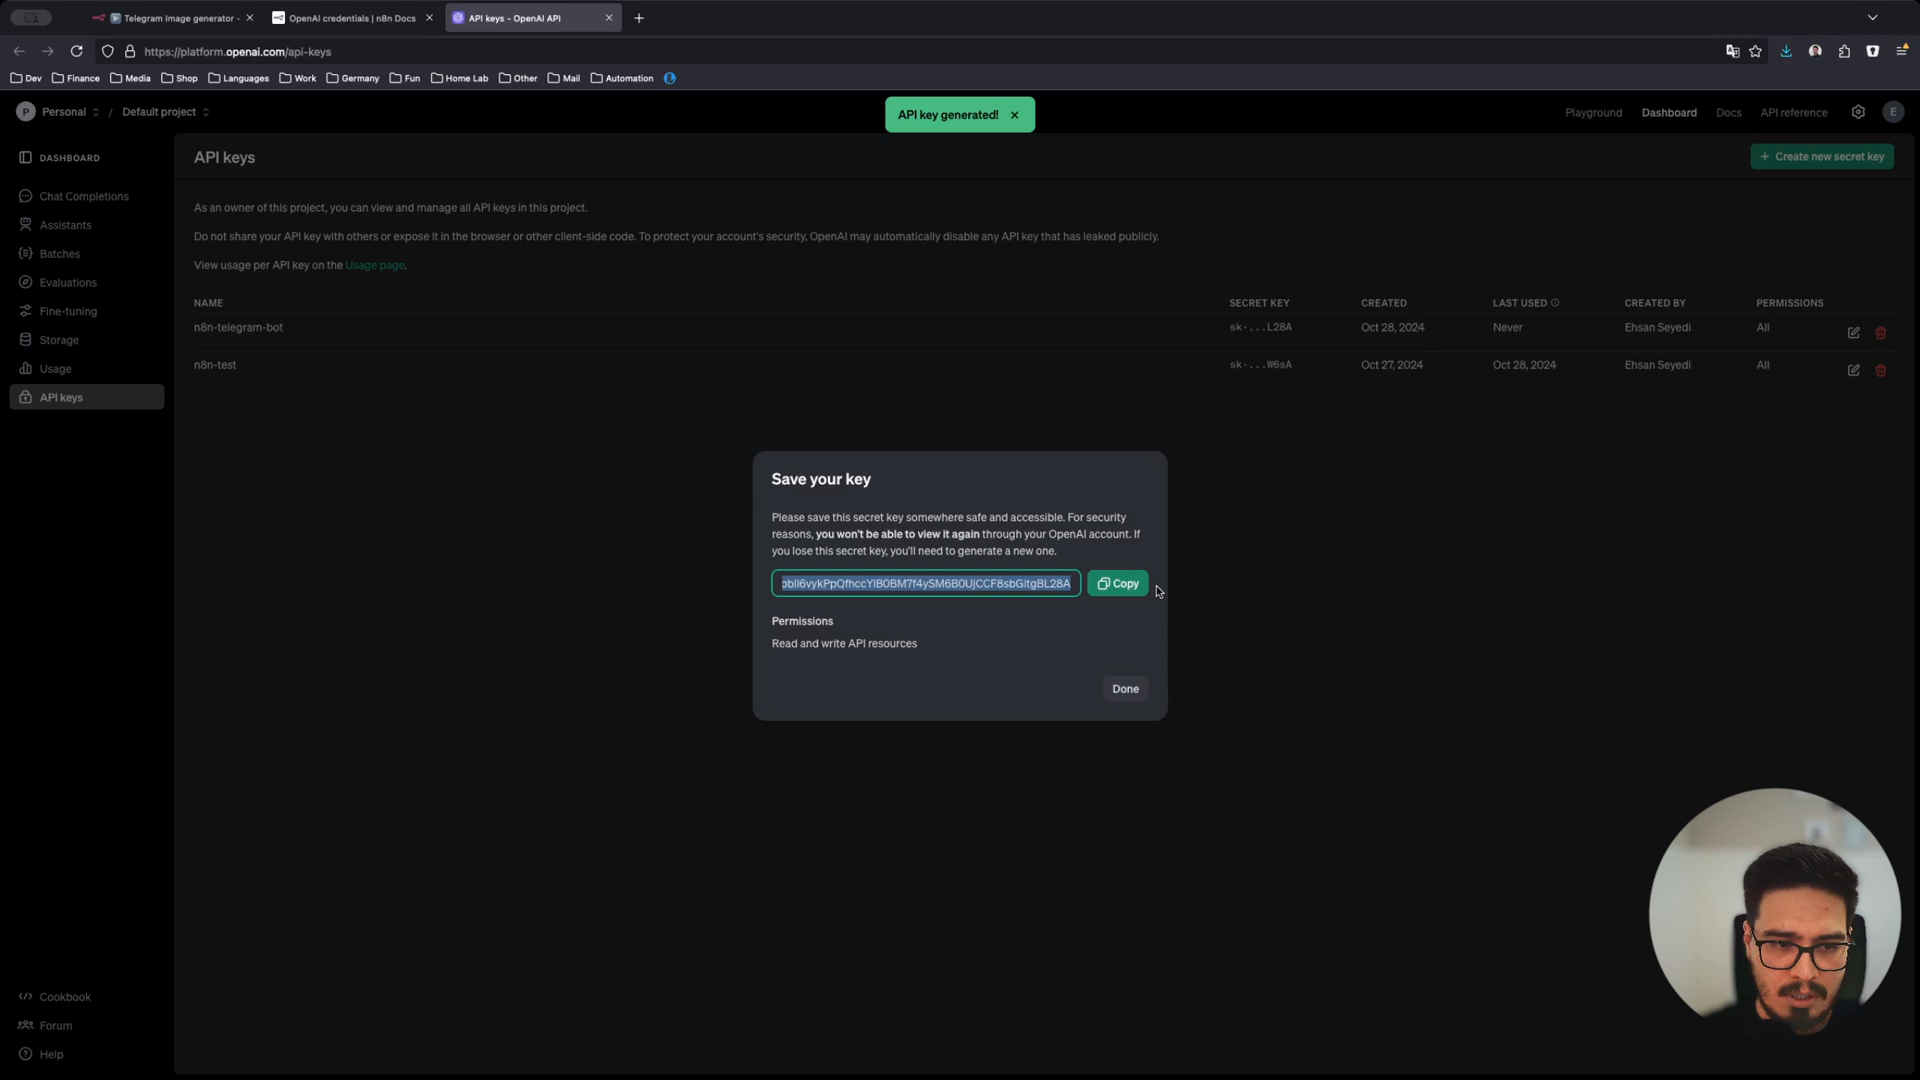 Telegram Image generator -
OpenAI credentials | n8n Docs
API keys - OpenAI API
https://platform.openai.com/api-keys
Dev Finance Media Shop Languages Work Germany Fun Home Lab Other Mail Automation
P Personal / Default project
API key generated!
Playground Dashboard Docs API reference E
DASHBOARD
Chat Completions
Assistants
Batches
Evaluations
Fine-tuning
Storage
Usage
API keys
Cookbook
Forum
Help
API keys
+ Create new secret key
As an owner of this project, you can view and manage all API keys in this project.
Do not share your API key with others or expose it in the browser or other client-side code. To protect your account's security, OpenAI may automatically disable any API key that has leaked publicly.
View usage per API key on the Usage page.
NAME SECRET KEY CREATED LAST USED CREATED BY PERMISSIONS
n8n-telegram-bot sk-...L28A Oct 28, 2024 Never Ehsan Seyedi All
n8n-test sk-...W6sA Oct 27, 2024 Oct 28, 2024 Ehsan Seyedi All
Save your key
Please save this secret key somewhere safe and accessible. For security
reasons, you won't be able to view it again through your OpenAI account. If
you lose this secret key, you'll need to generate a new one.
Copy
Permissions
Read and write API resources
Done